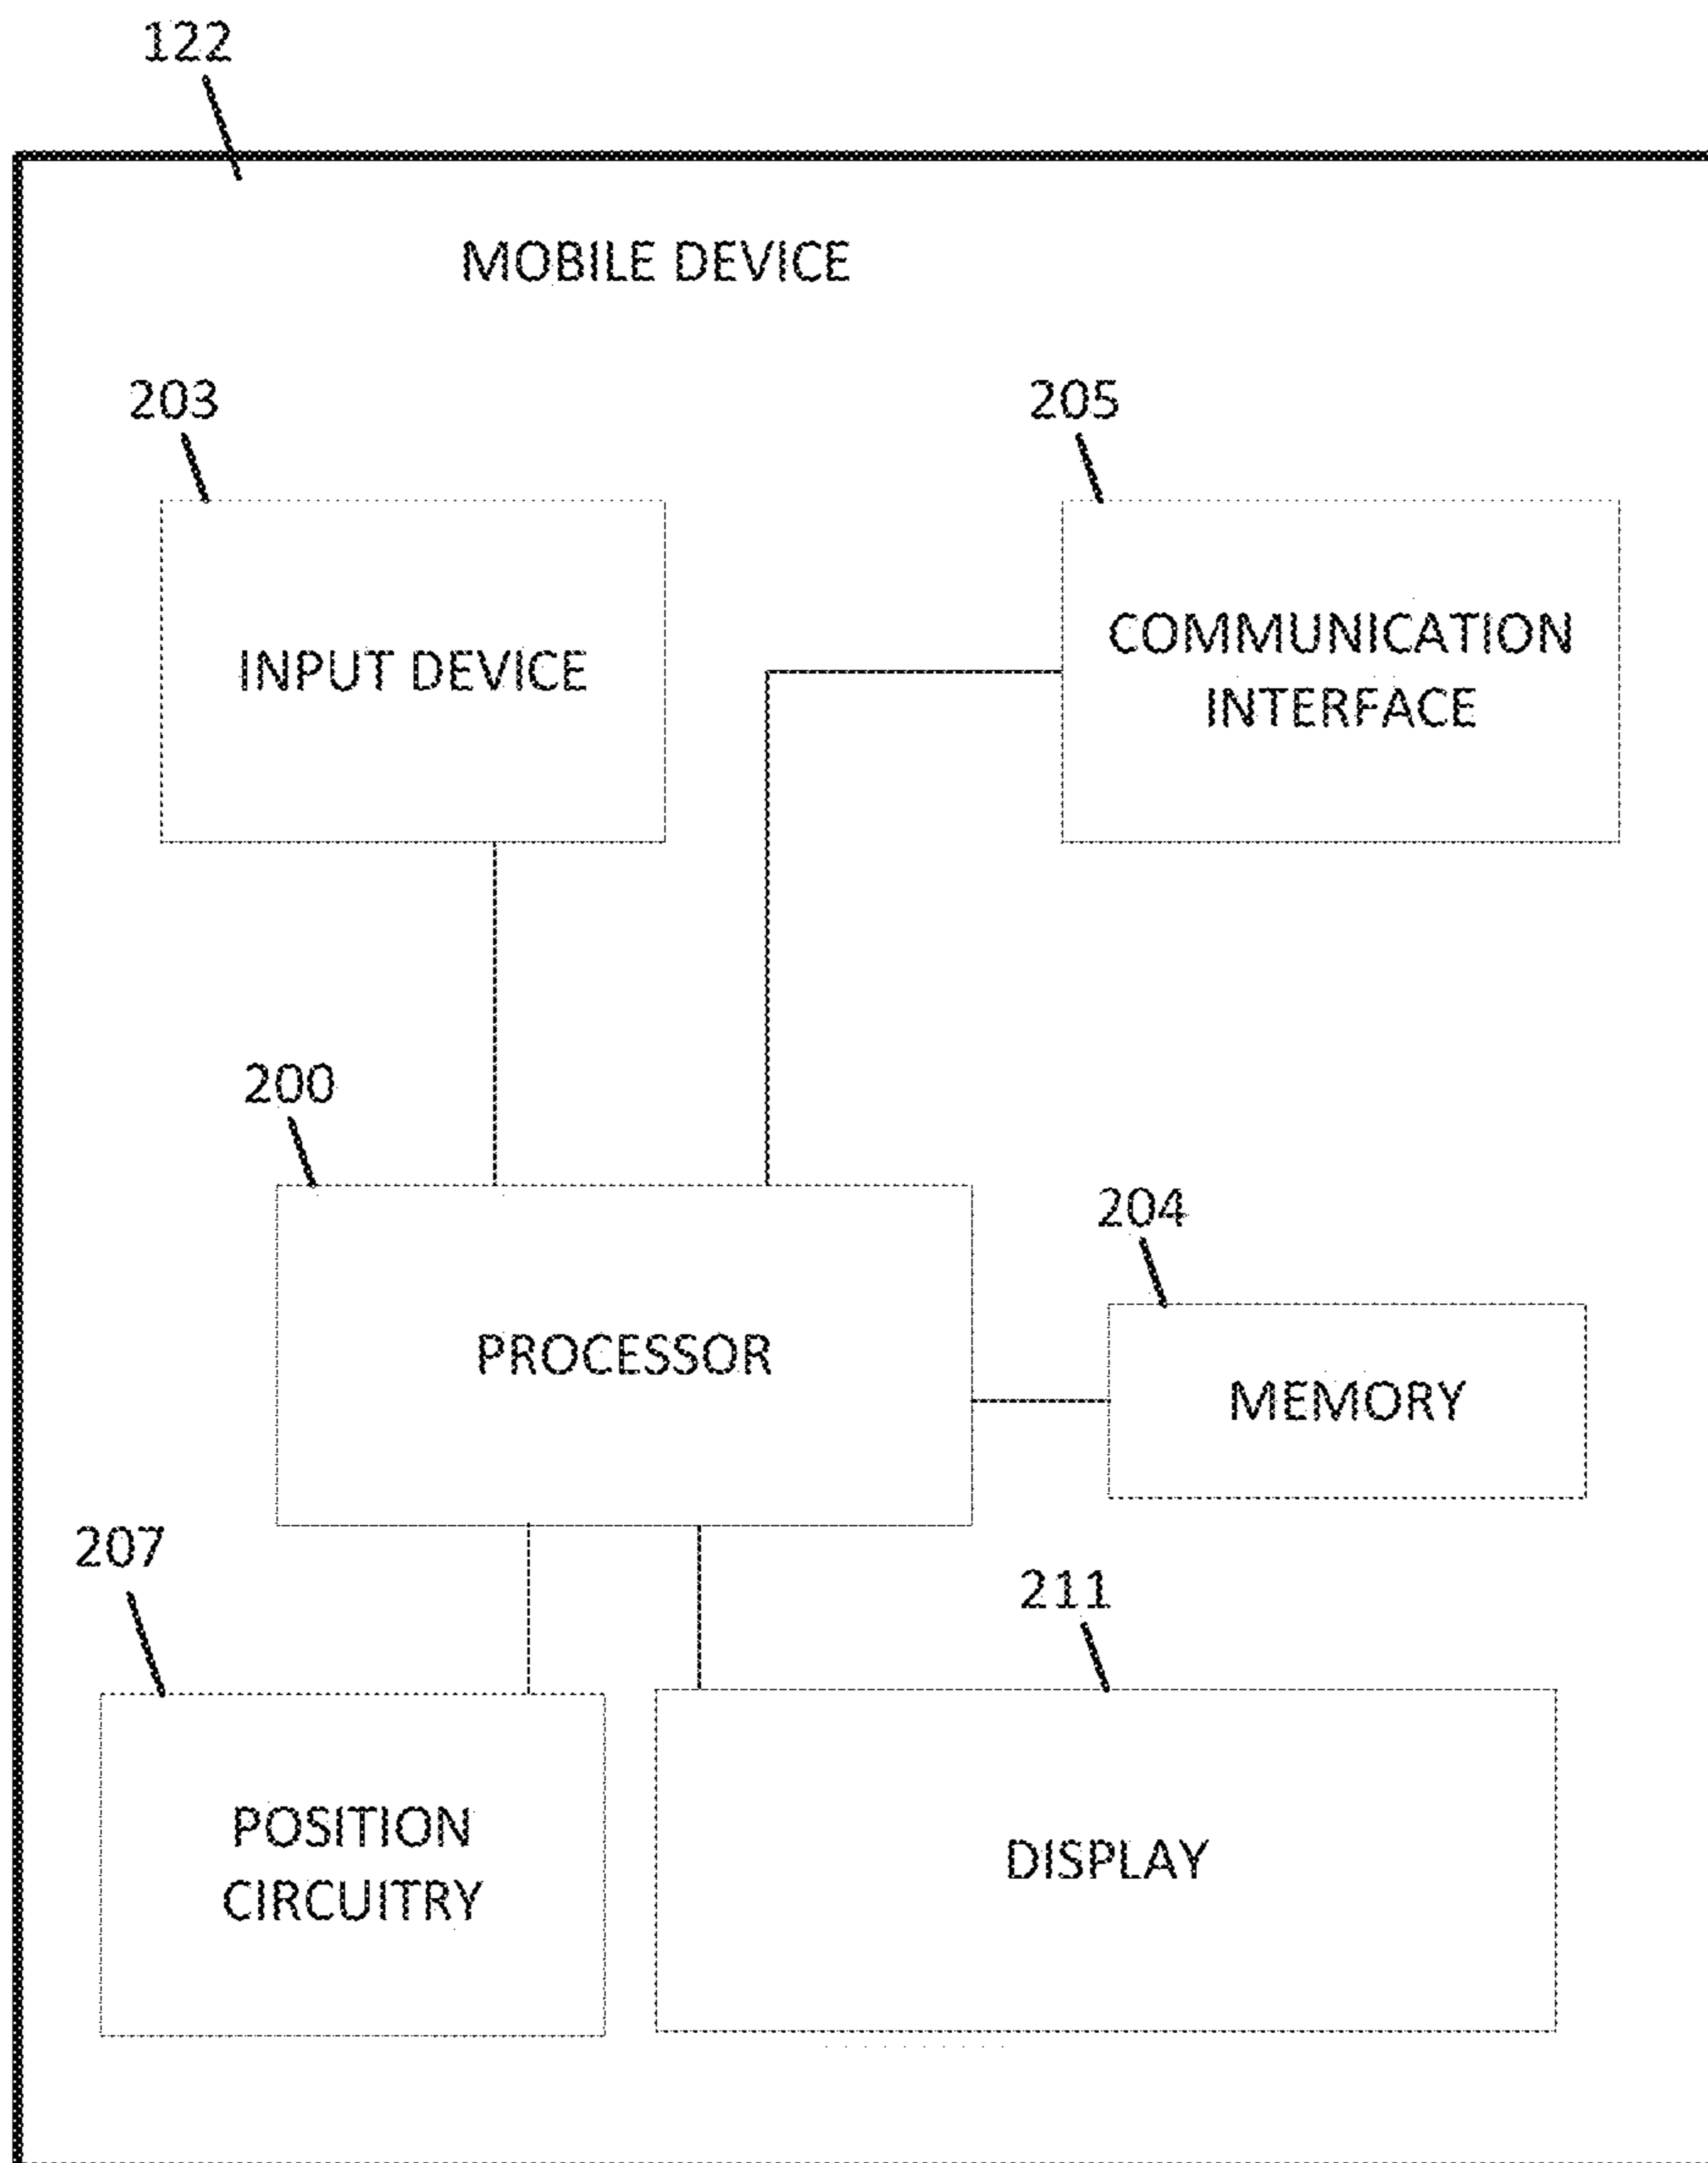 122
MOBILE DEVICE
203
205
INPUT DEVICE
COMMUNICATION
INTERFACE
200
204
PROCESSOR
MEMORY
207
211
POSITION
CIRCUITRY
DISPLAY